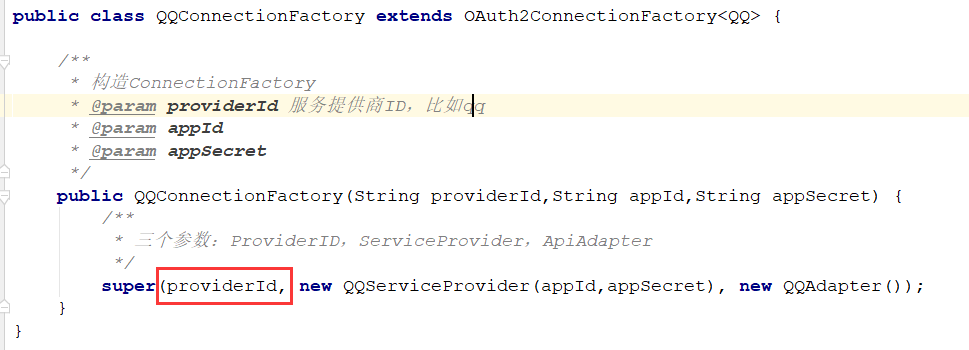 public class QQConnectionFactory extends OAuth2ConnectionFactory<QQ> {
/**
* 构造ConnectionFactory
* @param providerId 服务提供商ID，比如qq
* @param appId
* @param appSecret
*/
public QQConnectionFactory(String providerId,String appId,String appSecret) {
/**
* 三个参数：ProviderID，ServiceProvider，ApiAdapter
*/
super(providerId, new QQServiceProvider(appId,appSecret), new QQAdapter());
}
}